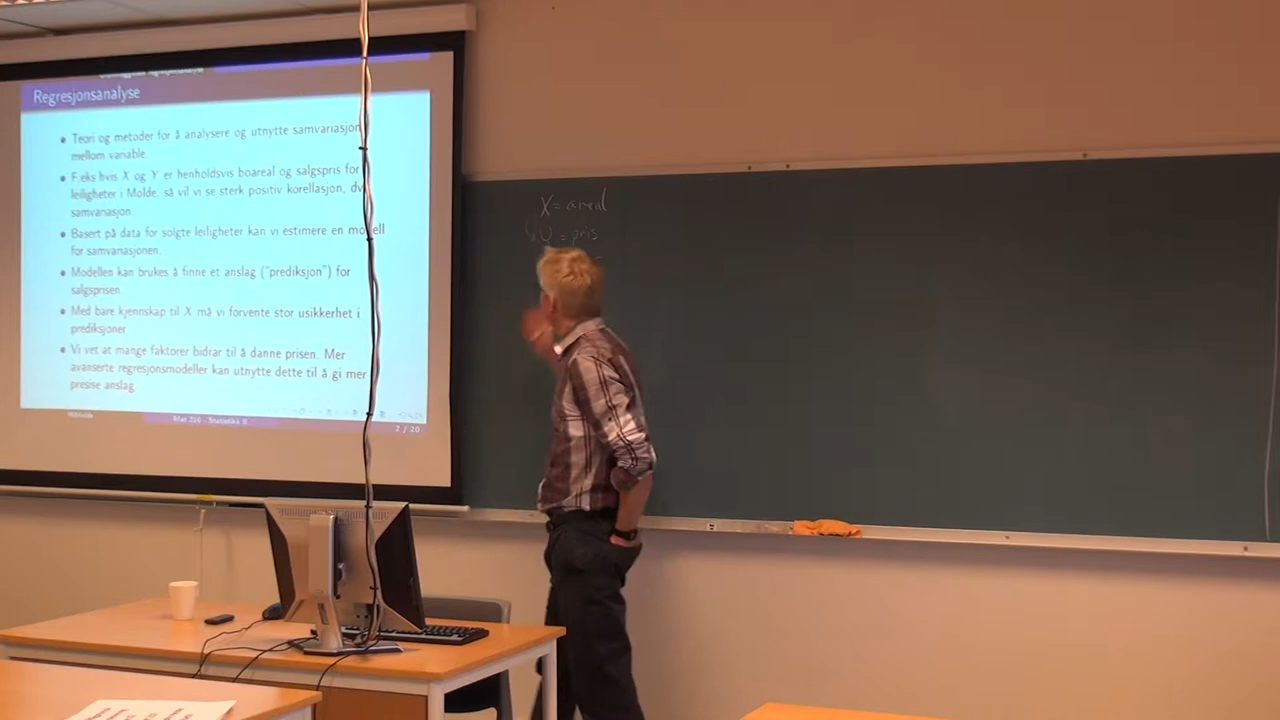 Regresjonsanalyse
Teori og metoder for å analysere og utnytte samvariasjon
mellom variable.
F.eks hvis X og Y er henholdsvis boareal og salgspris for
leiligheter i Molde, så vil vi se sterk positiv korellasjon, dv
samvariasjon.
Basert på data for solgte leiligheter kan vi estimere en modell
for samvariasjonen.
Modellen kan brukes å finne et anslag ("prediksjon") for
salgsprisen.
Med bare kjennskap til X må vi forvente stor usikkerhet i
prediksjoner
Vi vet at mange faktorer bidrar til å danne prisen. Mer
avanserte regresjonsmodeller kan utnytte dette til å gi mer
presise anslag.
Mat 210 - Statistikk II
2 / 20
X = areal
= pris